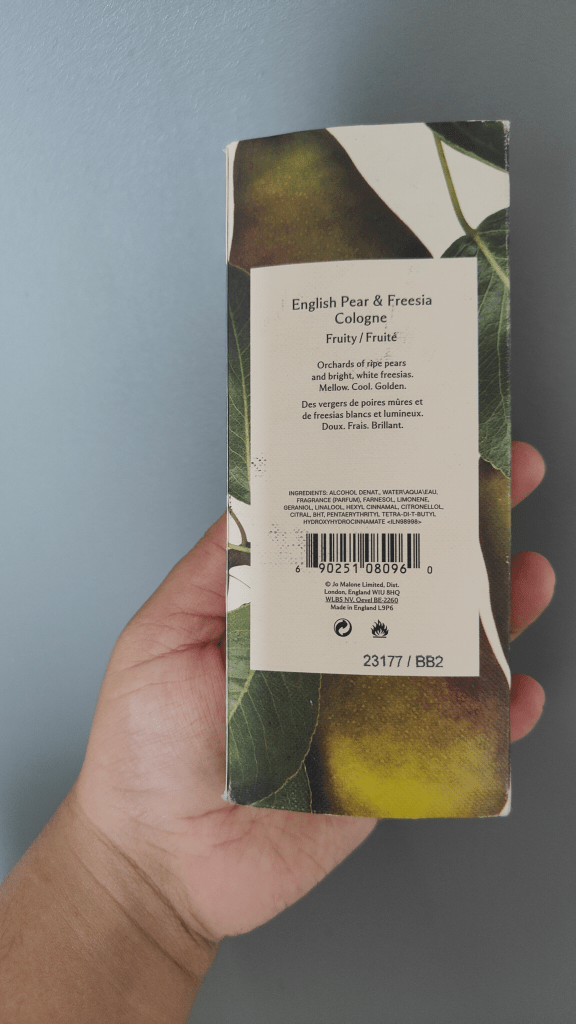 English Pear & Freesia
Cologne
Fruity / Fruité
Orchards of ripe pears
and bright, white freesias.
Mellow. Cool. Golden.
Des vergers de poires mûres et
de freesias blancs et lumineux.
Doux. Frais. Brillant.
INGREDIENTS: ALCOHOL DENAT., WATER\AQUA\EAU,
FRAGRANCE (PARFUM), FARNESOL, LIMONENE,
GERANIOL, LINALOOL, HEXYL CINNAMAL, CITRONELLOL,
CITRAL, BHT, PENTAERYTHRITYL TETRA-DI-T-BUTYL
HYDROXYHYDROCINNAMATE <ILN98998>
6 90251 08096 0
© Jo Malone Limited, Dist.
London, England W1U 8HQ
WLBS NV. Oevel BE-2260
Made in England L9P6
23177 / BB2